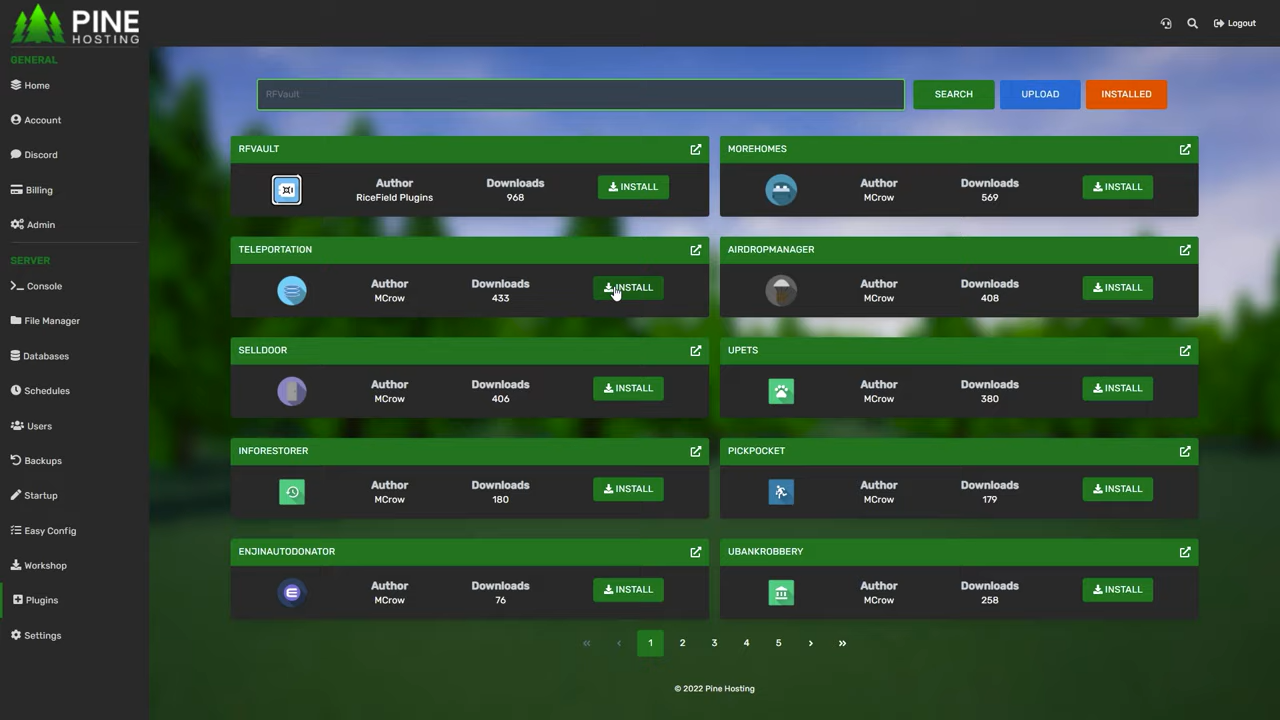 PINE
HOSTING
Logout
GENERAL
Home
Account
Discord
Billing
Admin
SERVER
Console
File Manager
Databases
Schedules
Users
Backups
Startup
Easy Config
Workshop
Plugins
Settings
RFVault
SEARCH
UPLOAD
INSTALLED
RFVAULT
Author
RiceField Plugins
Downloads
968
INSTALL
MOREHOMES
Author
MCrow
Downloads
569
INSTALL
TELEPORTATION
Author
MCrow
Downloads
433
INSTALL
AIRDROPMANAGER
Author
MCrow
Downloads
408
INSTALL
SELLDOOR
Author
MCrow
Downloads
406
INSTALL
UPETS
Author
MCrow
Downloads
380
INSTALL
INFORESTORER
Author
MCrow
Downloads
180
INSTALL
PICKPOCKET
Author
MCrow
Downloads
179
INSTALL
ENJINAUTODONATOR
Author
MCrow
Downloads
76
INSTALL
UBANKROBBERY
Author
MCrow
Downloads
258
INSTALL
« ‹ 1 2 3 4 5 › »
© 2022 Pine Hosting